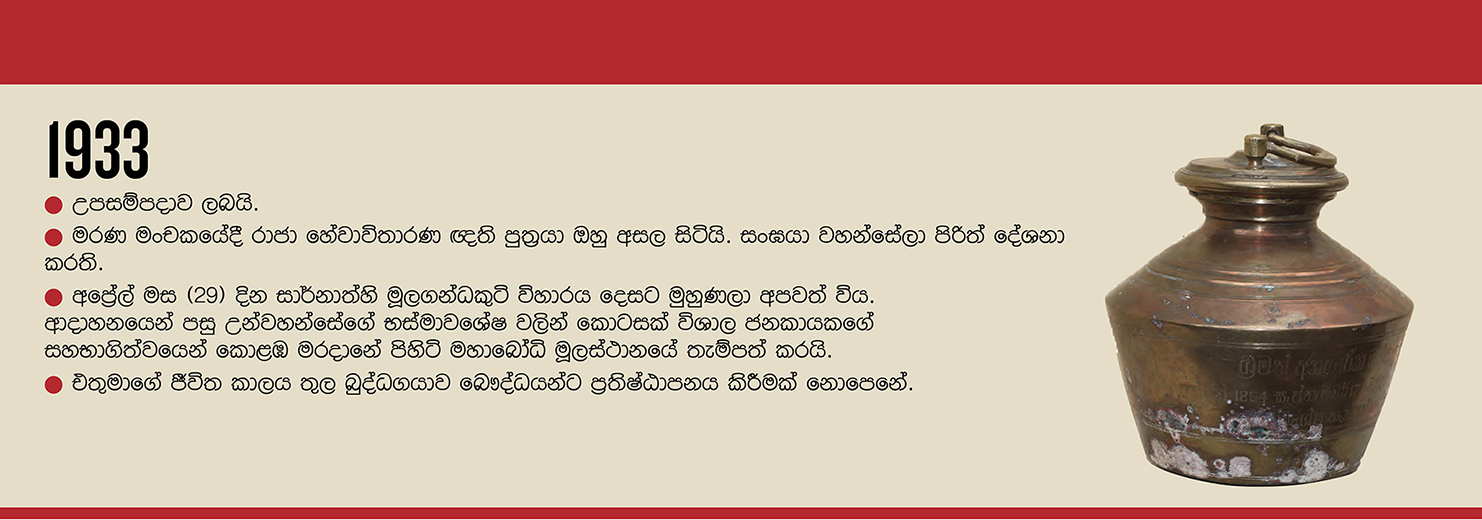 1933
● උපසම්පදාව ලබයි.
● මරණ මංචකයේදී රාජා හේවාවිතාරණ ඥති පුත්‍රයා ඔහු අසල සිටියි. සංඝයා වහන්සේලා පිරිත් දේශනා
කරති.
● අප්‍රේල් මස (29) දින සාර්නාත්හි මූලගන්ධකුටි විහාරය දෙසට මුහුණලා අපවත් විය.
ආදාහනයෙන් පසු උන්වහන්සේගේ භස්මාවශේෂ වලින් කොටසක් විශාල ජනකායකගේ
සහභාගිත්වයෙන් කොළඹ මරදානේ පිහිටි මහාබෝධි මූලස්ථානයේ තැම්පත් කරයි.
● එතුමාගේ ජීවිත කාලය තුල බුද්ධගයාව බෞද්ධයන්ට ප්‍රතිෂ්ඨාපනය කිරීමක් නොපෙනේ.
1864